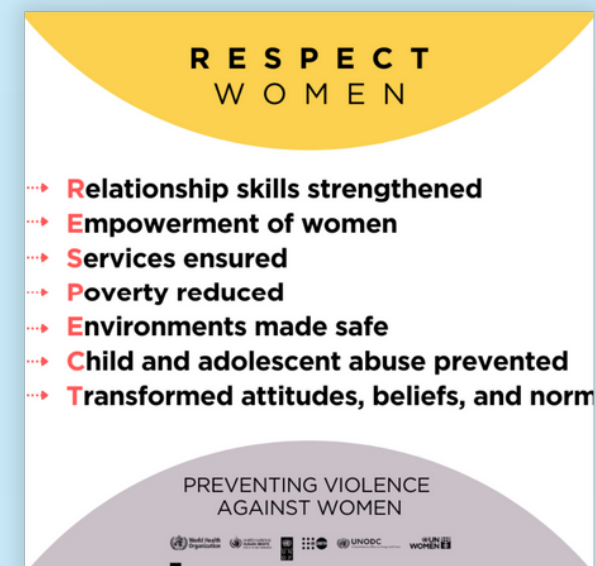 RESPECT
WOMEN
Relationship skills strengthened
Empowerment of women
Services ensured
Poverty reduced
Environments made safe
Child and adolescent abuse prevented
Transformed attitudes, beliefs, and norm
PREVENTING VIOLENCE
AGAINST WOMEN
World Health
Organization
UNODC
UN
WOMEN